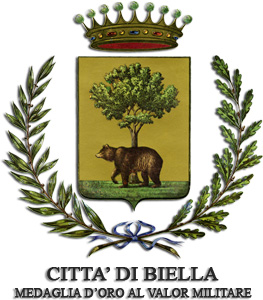 CITTA' DI BIELLA
MEDAGLIA D'ORO AL VALOR MILITARE